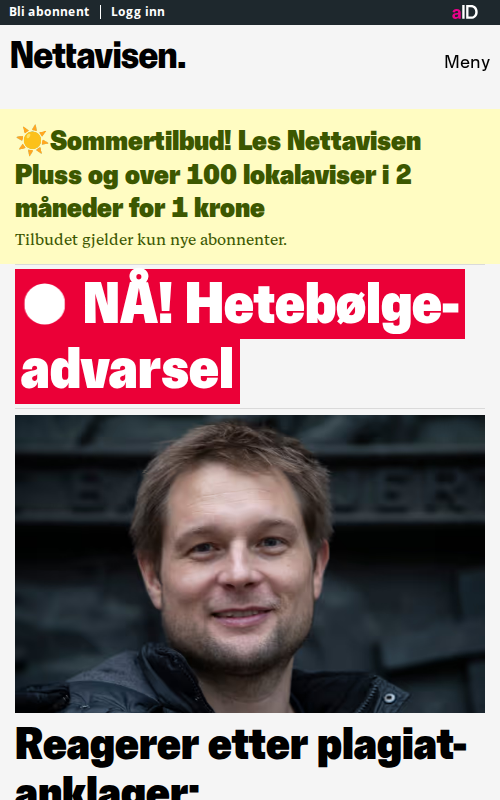 Bli abonnent | Logg inn
aID
Nettavisen.
Meny
☀️Sommertilbud! Les Nettavisen
Pluss og over 100 lokalaviser i 2
måneder for 1 krone
Tilbudet gjelder kun nye abonnenter.
NÅ! Hetebølge-
advarsel
Reagerer etter plagiat-
anklager: